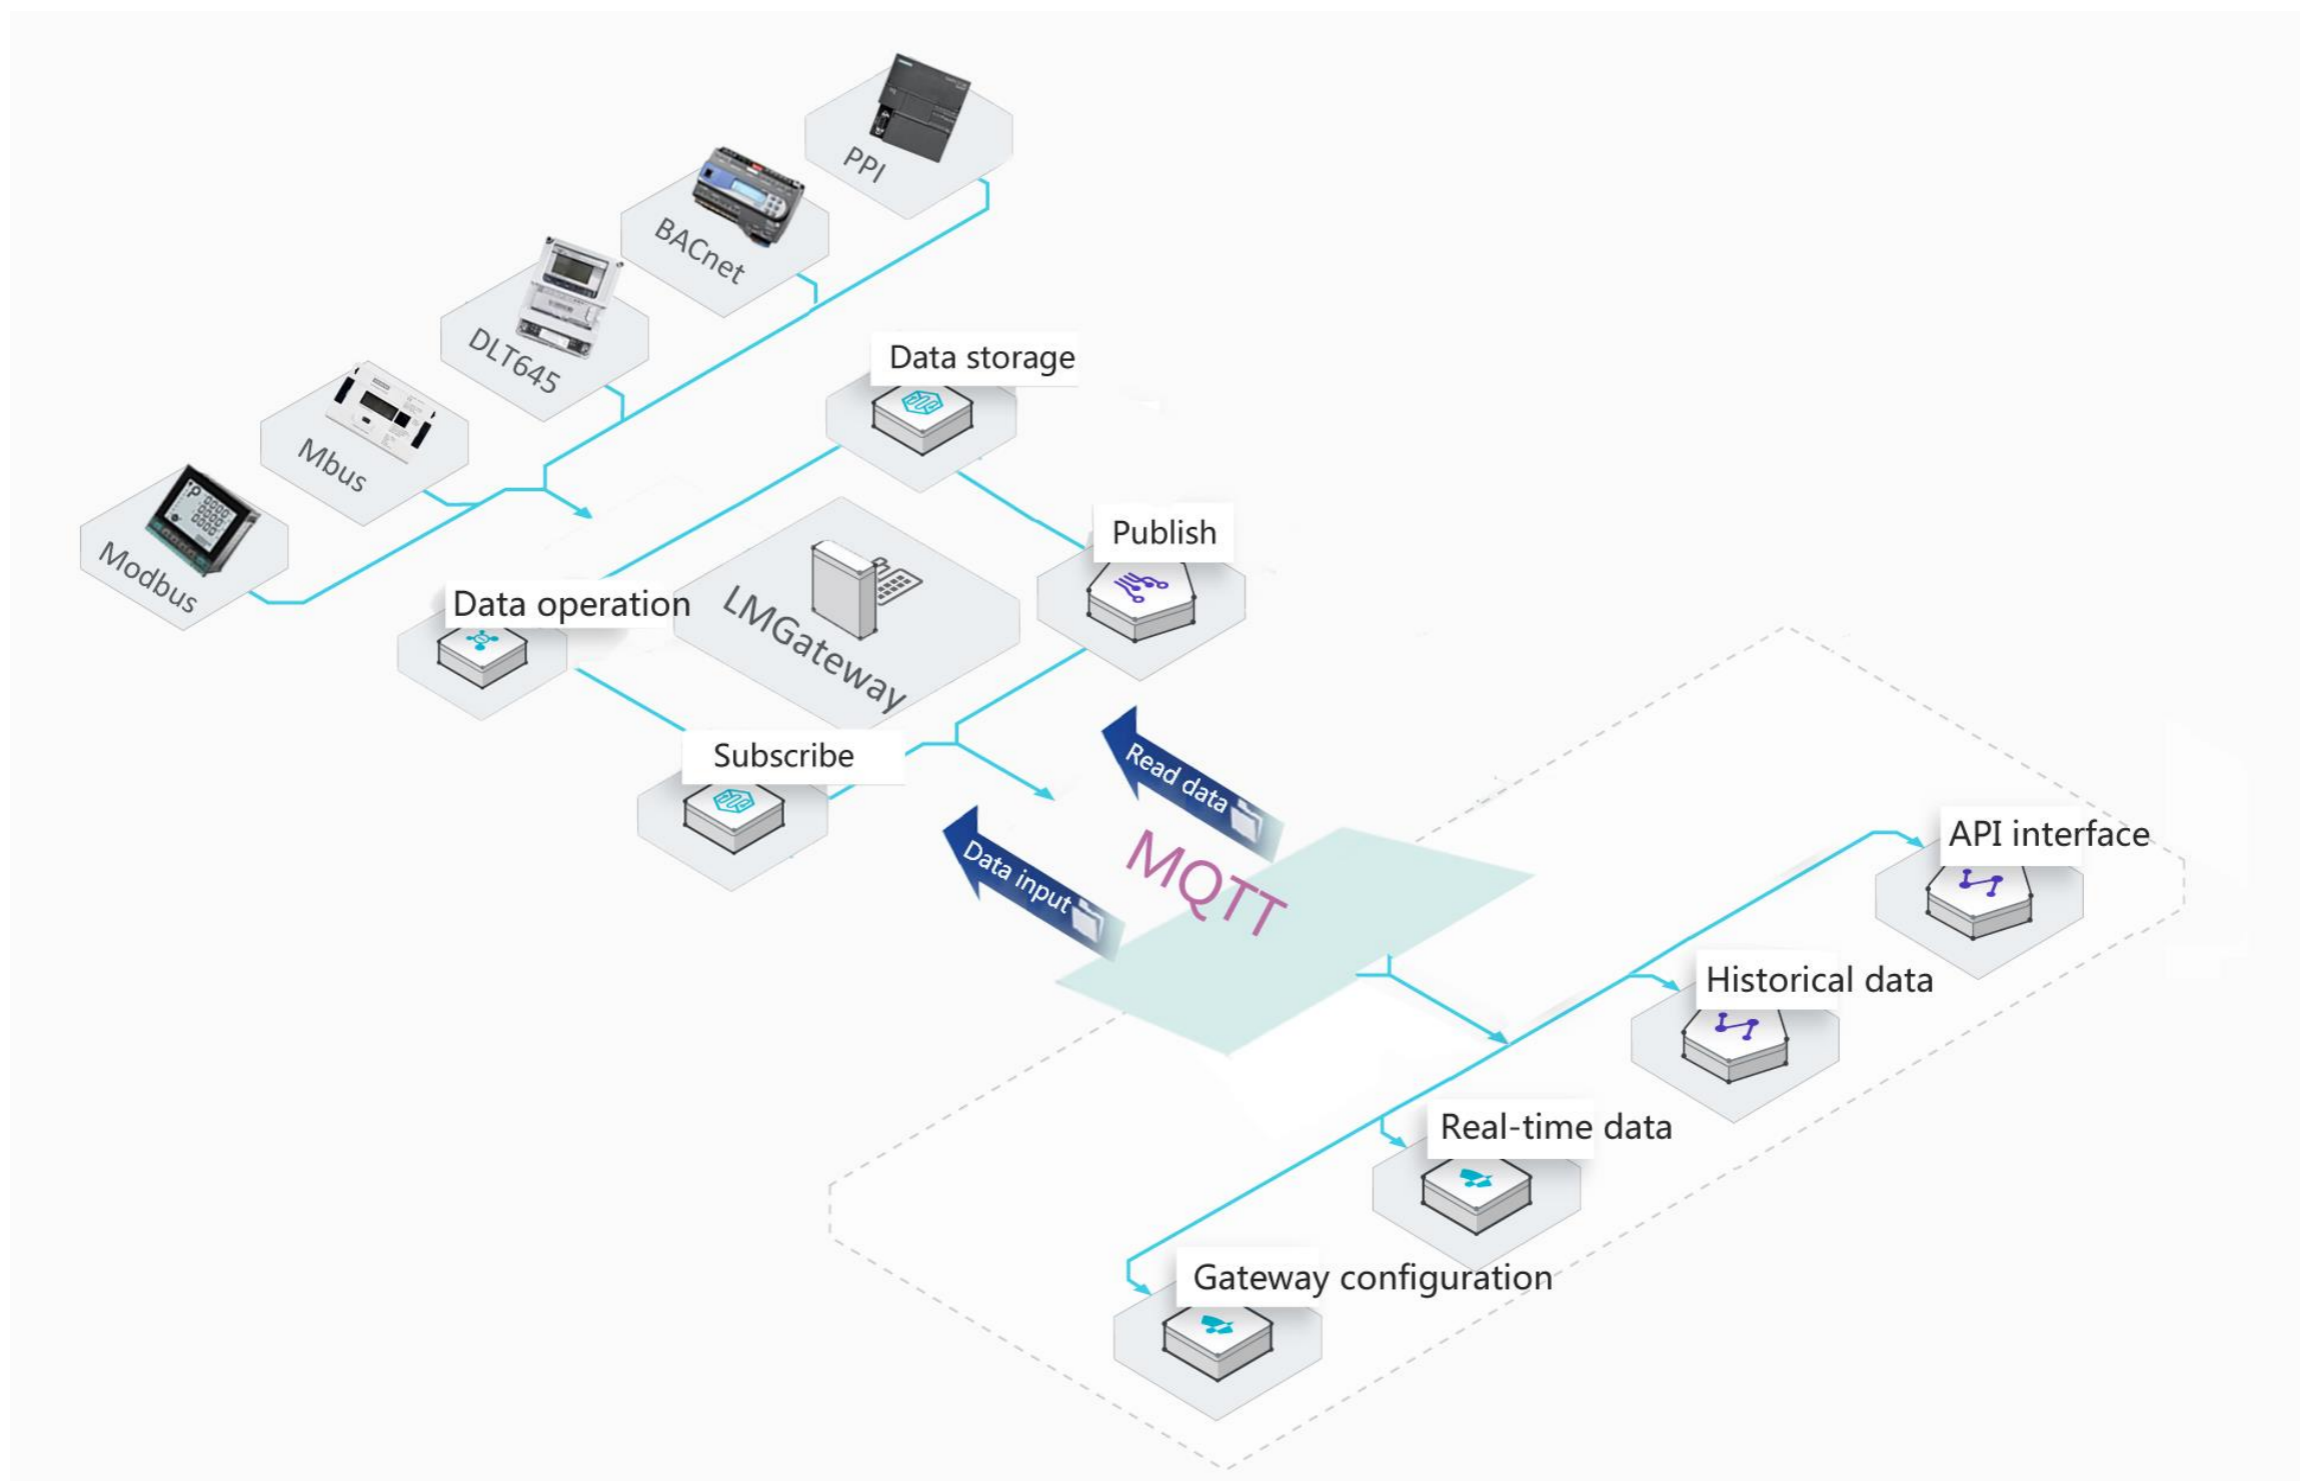 PPI
BACnet
DLT645
Mbus
Modbus
Data storage
Publish
Data operation
LMGateway
Subscribe
Read data
Data input
MQTT
API interface
Historical data
Real-time data
Gateway configuration